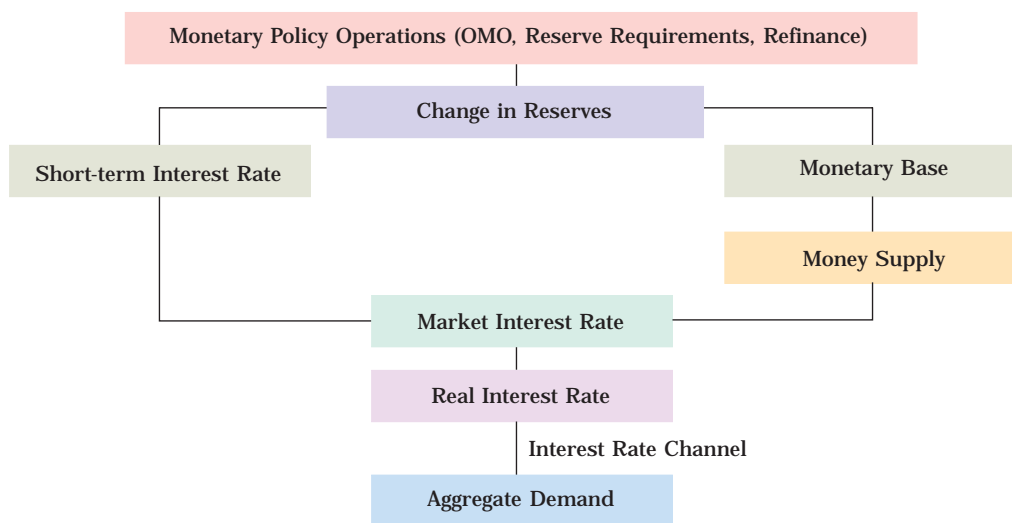 Monetary Policy Operations (OMO, Reserve Requirements, Refinance)
Change in Reserves
Short-term Interest Rate
Monetary Base
Money Supply
Market Interest Rate
Real Interest Rate
Interest Rate Channel
Aggregate Demand